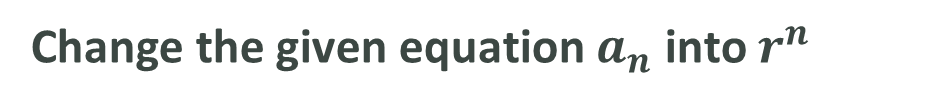 Change the given equation aₙ into rⁿ